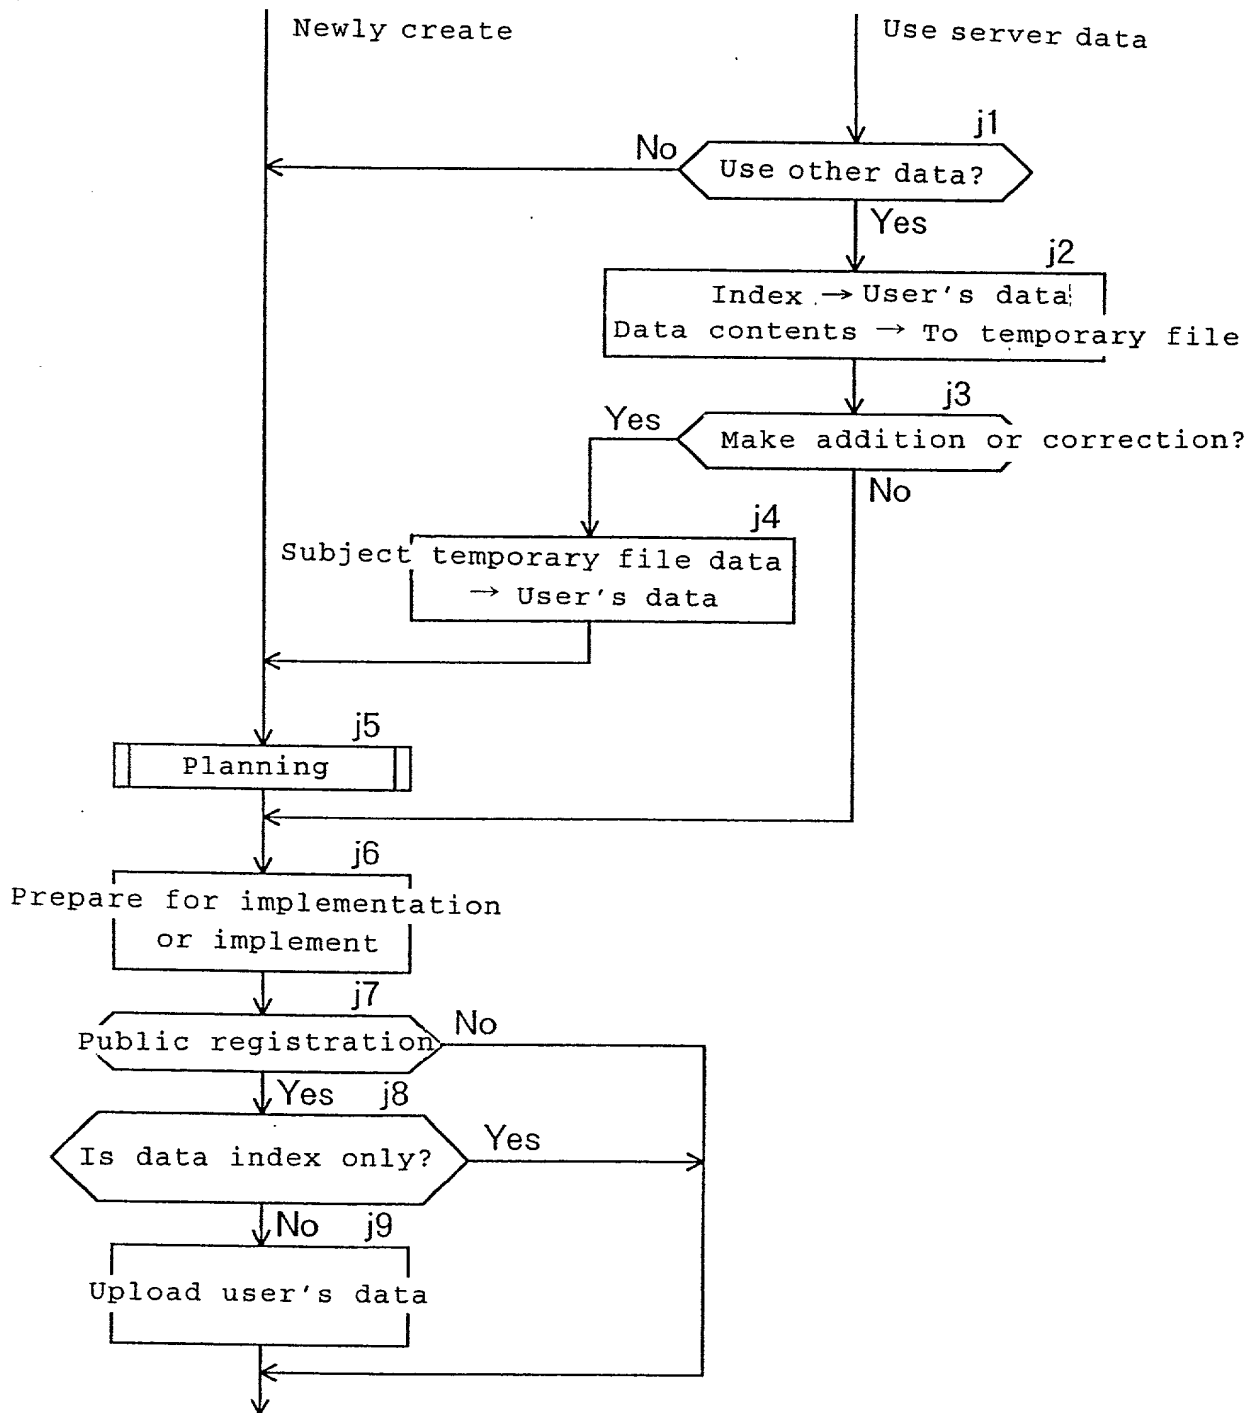 Newly create
Use server data
j1
No
Use other data?
Yes
j2
Index → User's data
Data contents → To temporary file
j3
Yes
Make addition or correction?
No
j4
Subject temporary file data
→ User's data
j5
Planning
j6
Prepare for implementation
or implement
j7
No
Public registration
Yes
j8
Yes
Is data index only?
No
j9
Upload user's data